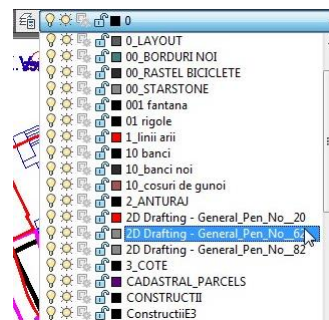 0
0_LAYOUT
00_BORDURI NOI
00_RASTEL BICICLETE
00_STARSTONE
001 fantana
01 rigole
1_linii arii
10 banci
10_banci noi
10_cosuri de gunoi
2_ANTURAJ
2D Drafting - General_Pen_No__20
2D Drafting - General_Pen_No__62
2D Drafting - General_Pen_No__82
3_COTE
CADASTRAL_PARCELS
CONSTRUCTII
ConstructiiE3